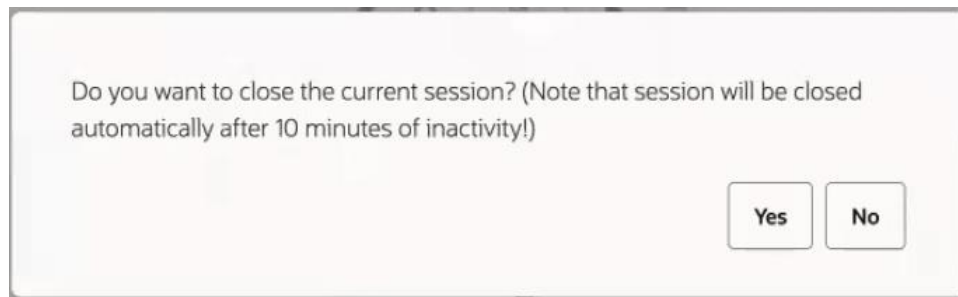 Do you want to close the current session? (Note that session will be closed
automatically after 10 minutes of inactivity!)
Yes No